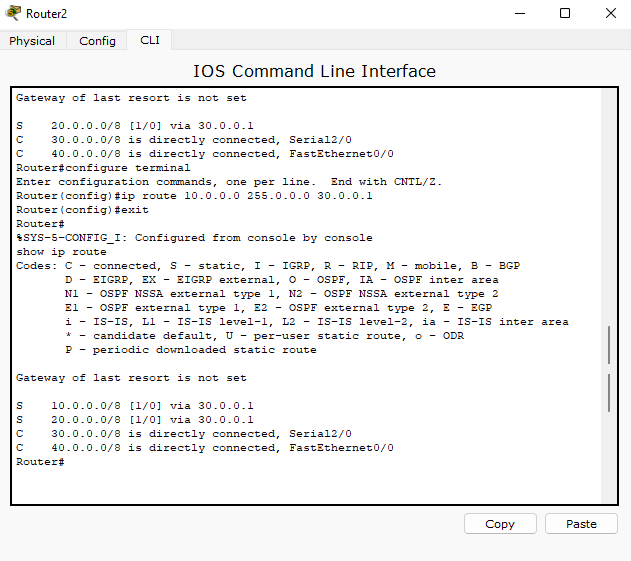 Router2
Physical Config CLI
IOS Command Line Interface
Gateway of last resort is not set
S    20.0.0.0/8 [1/0] via 30.0.0.1
C    30.0.0.0/8 is directly connected, Serial2/0
C    40.0.0.0/8 is directly connected, FastEthernet0/0
Router#configure terminal
Enter configuration commands, one per line.  End with CNTL/Z.
Router(config)#ip route 10.0.0.0 255.0.0.0 30.0.0.1
Router(config)#exit
Router#
%SYS-5-CONFIG_I: Configured from console by console
show ip route
Codes: C - connected, S - static, I - IGRP, R - RIP, M - mobile, B - BGP
       D - EIGRP, EX - EIGRP external, O - OSPF, IA - OSPF inter area
       N1 - OSPF NSSA external type 1, N2 - OSPF NSSA external type 2
       E1 - OSPF external type 1, E2 - OSPF external type 2, E - EGP
       i - IS-IS, L1 - IS-IS level-1, L2 - IS-IS level-2, ia - IS-IS inter area
       * - candidate default, U - per-user static route, o - ODR
       P - periodic downloaded static route
Gateway of last resort is not set
S    10.0.0.0/8 [1/0] via 30.0.0.1
S    20.0.0.0/8 [1/0] via 30.0.0.1
C    30.0.0.0/8 is directly connected, Serial2/0
C    40.0.0.0/8 is directly connected, FastEthernet0/0
Router#
Copy Paste